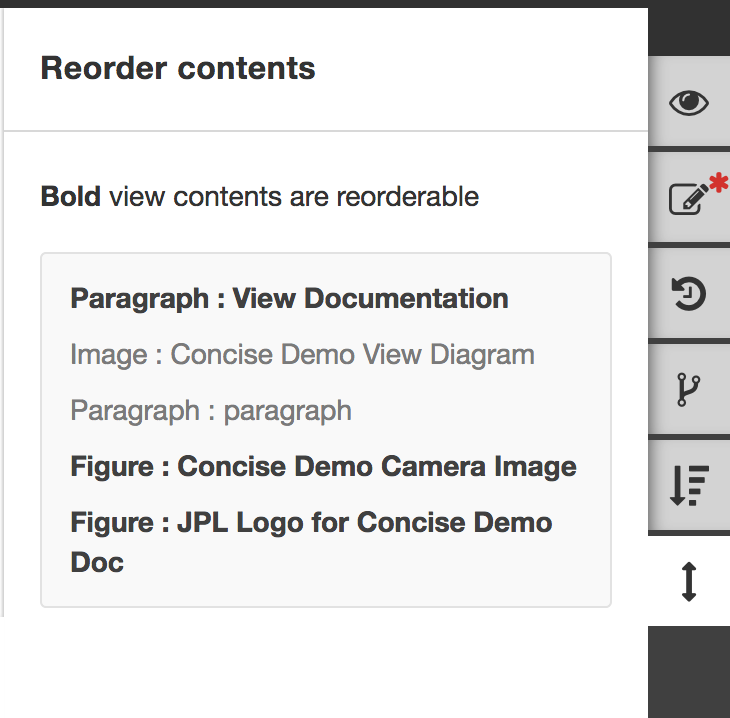 Reorder contents
Bold view contents are reorderable
Paragraph : View Documentation
Image : Concise Demo View Diagram
Paragraph : paragraph
Figure : Concise Demo Camera Image
Figure : JPL Logo for Concise Demo
Doc